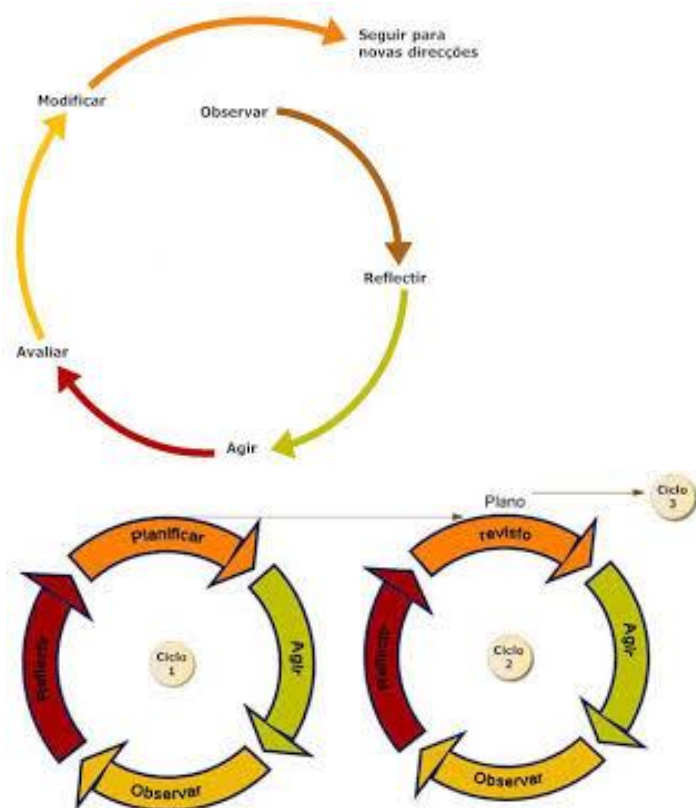 Seguir para
novas direcções
Modificar
Observar
Reflectir
Avaliar
Agir
Plano
Ciclo
3
Planificar
revisto
Reflectir
Ciclo
1
Agir
Reflectir
Ciclo
2
Agir
Observar
Observar